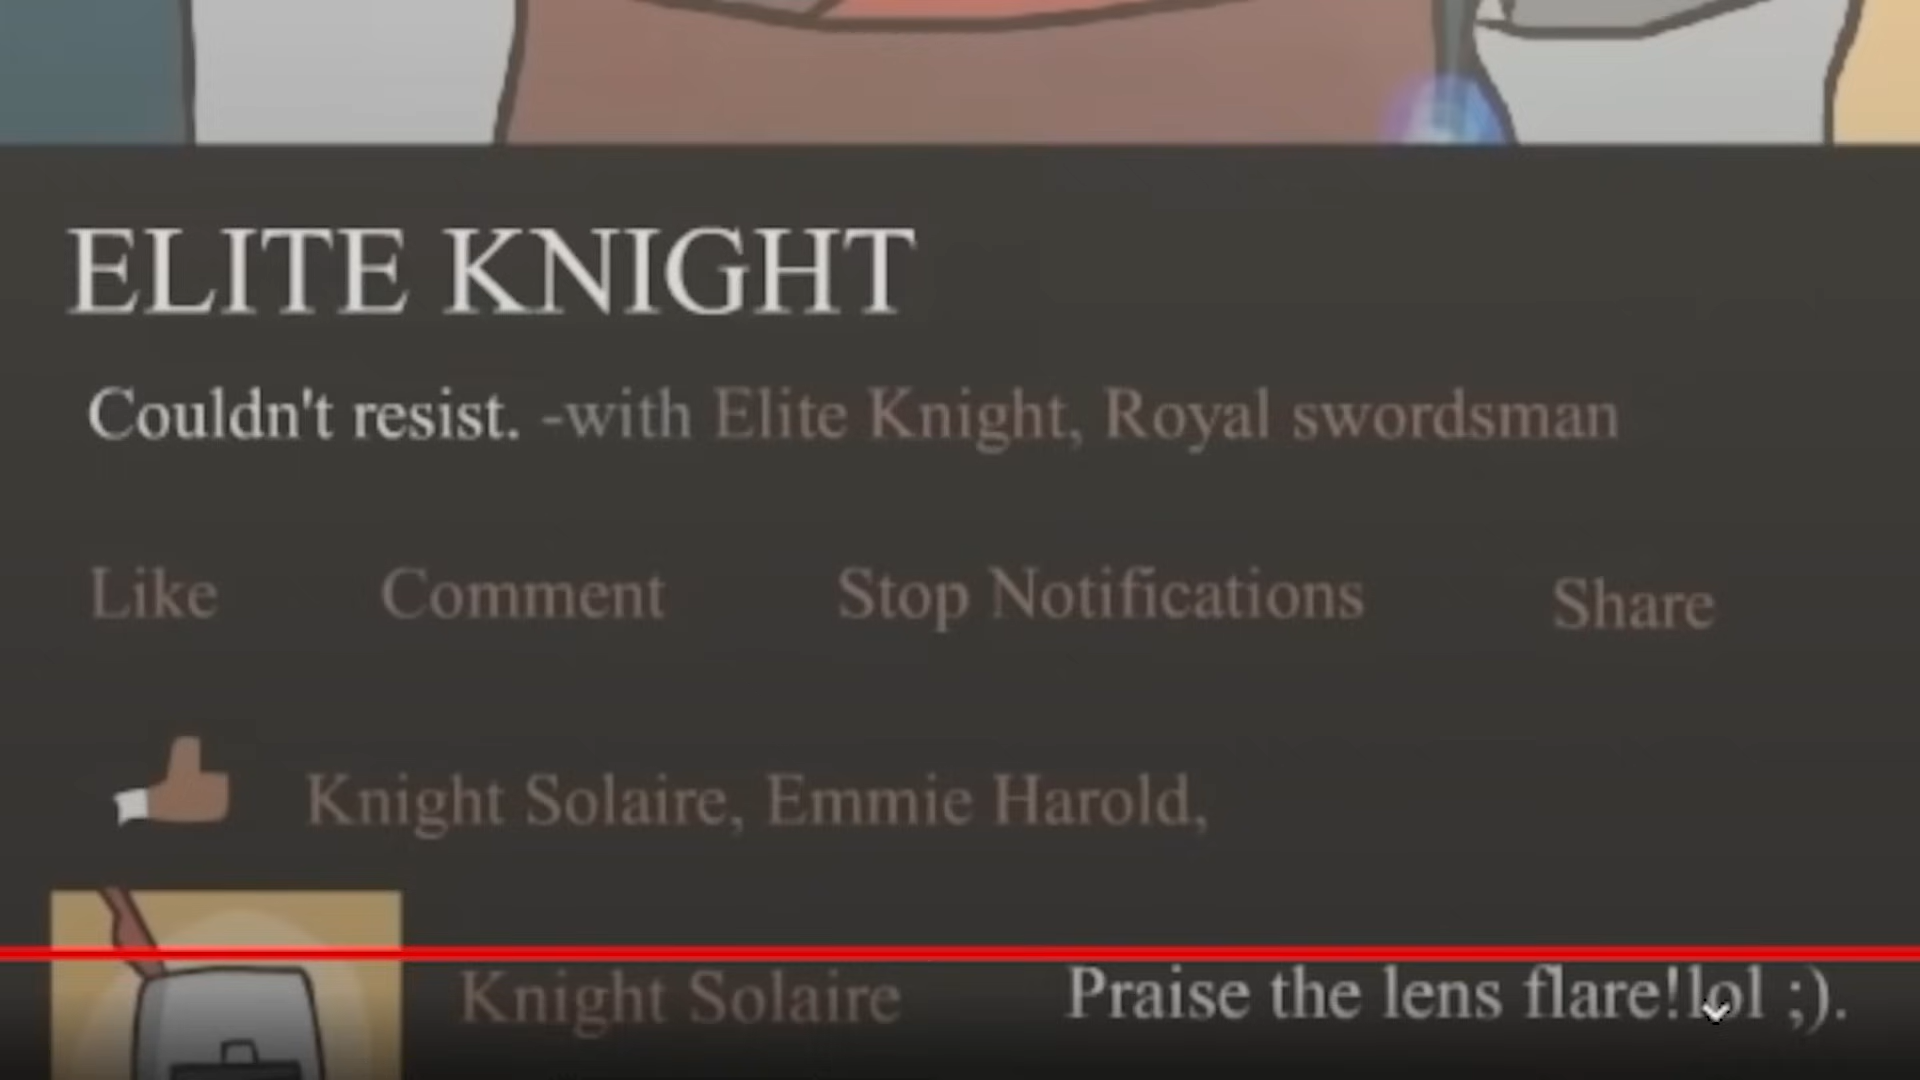 ELITE KNIGHT
Couldn't resist. -with Elite Knight, Royal swordsman
Like Comment Stop Notifications Share
Knight Solaire, Emmie Harold,
Knight Solaire Praise the lens flare!lol ;).